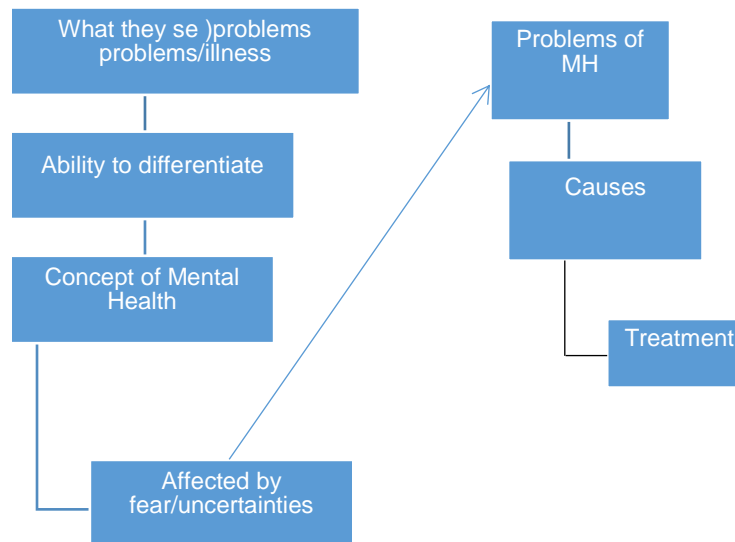 What they se )problems
problems/illness
Ability to differentiate
Concept of Mental
Health
Affected by
fear/uncertainties
Problems of
MH
Causes
Treatment